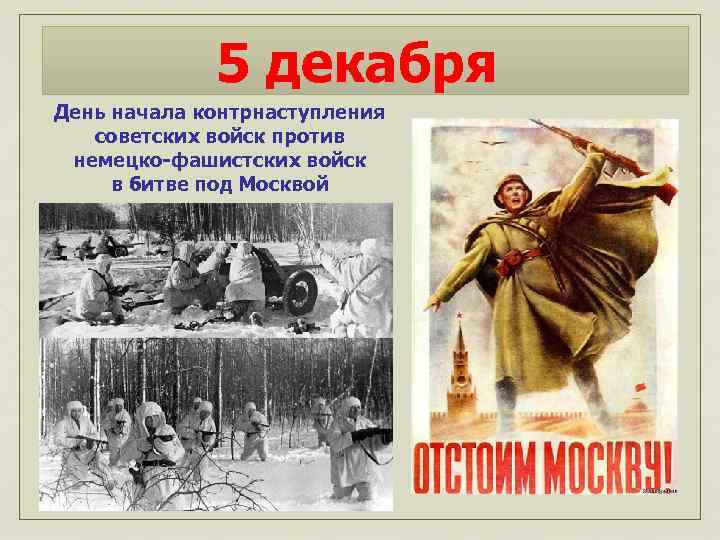 5 декабря
День начала контрнаступления
советских войск против
немецко-фашистских войск
в битве под Москвой
ОТСТОИМ МОСКВУ!